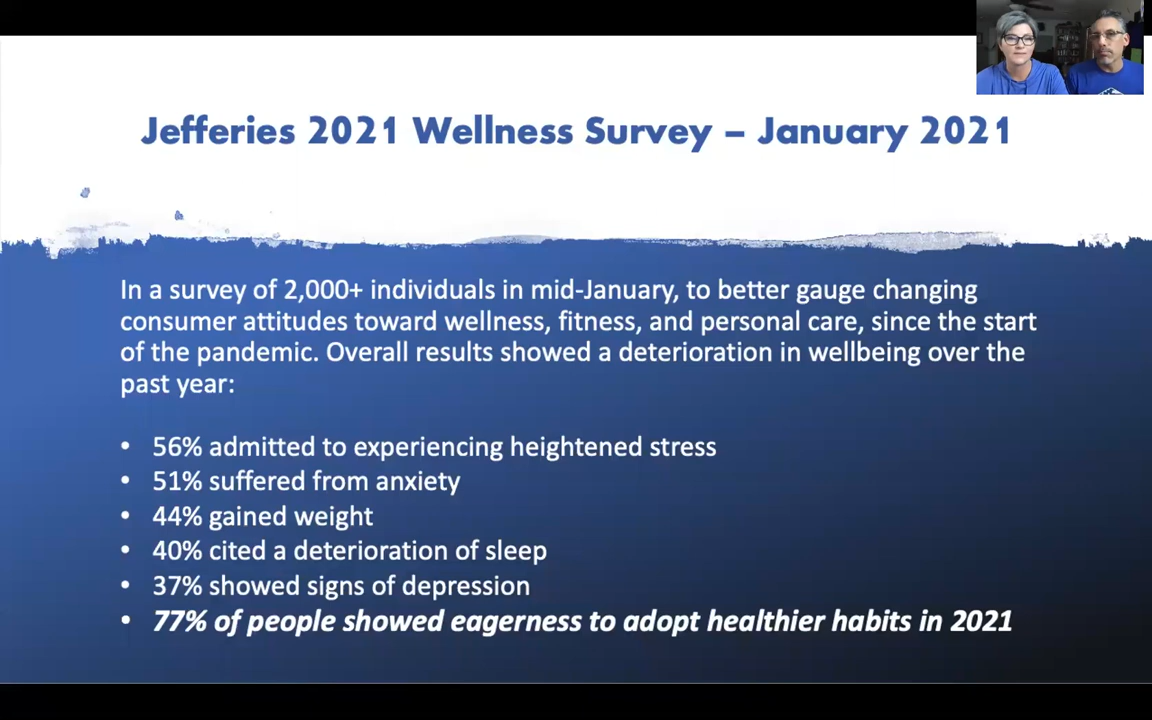 Jefferies 2021 Wellness Survey – January 2021
In a survey of 2,000+ individuals in mid-January, to better gauge changing
consumer attitudes toward wellness, fitness, and personal care, since the start
of the pandemic. Overall results showed a deterioration in wellbeing over the
past year:
• 56% admitted to experiencing heightened stress
• 51% suffered from anxiety
• 44% gained weight
• 40% cited a deterioration of sleep
• 37% showed signs of depression
• 77% of people showed eagerness to adopt healthier habits in 2021